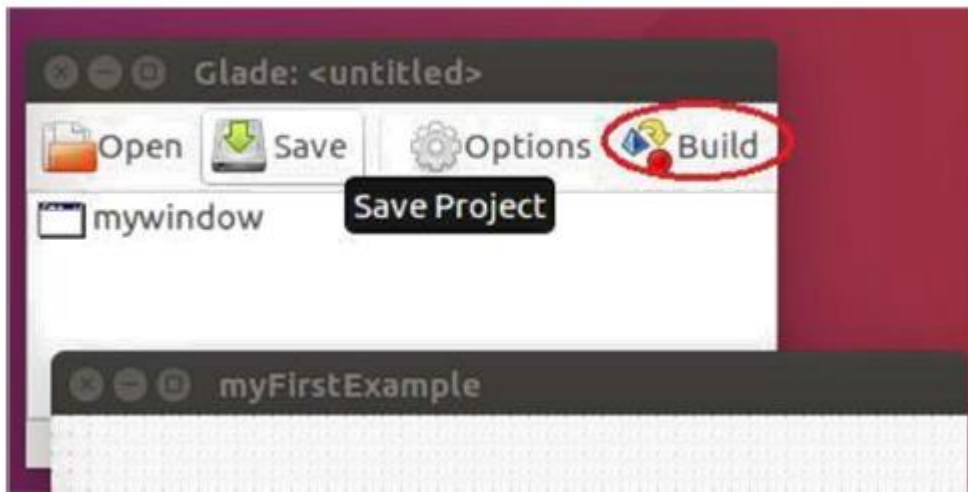 Glade: <untitled>
Open Save Options Build
mywindow
Save Project
myFirstExample